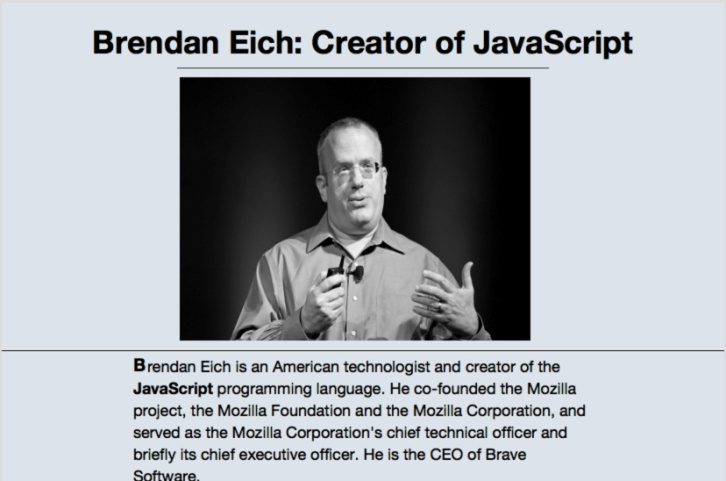 Brendan Eich: Creator of JavaScript
Brendan Eich is an American technologist and creator of the
JavaScript programming language. He co-founded the Mozilla
project, the Mozilla Foundation and the Mozilla Corporation, and
served as the Mozilla Corporation's chief technical officer and
briefly its chief executive officer. He is the CEO of Brave
Software.